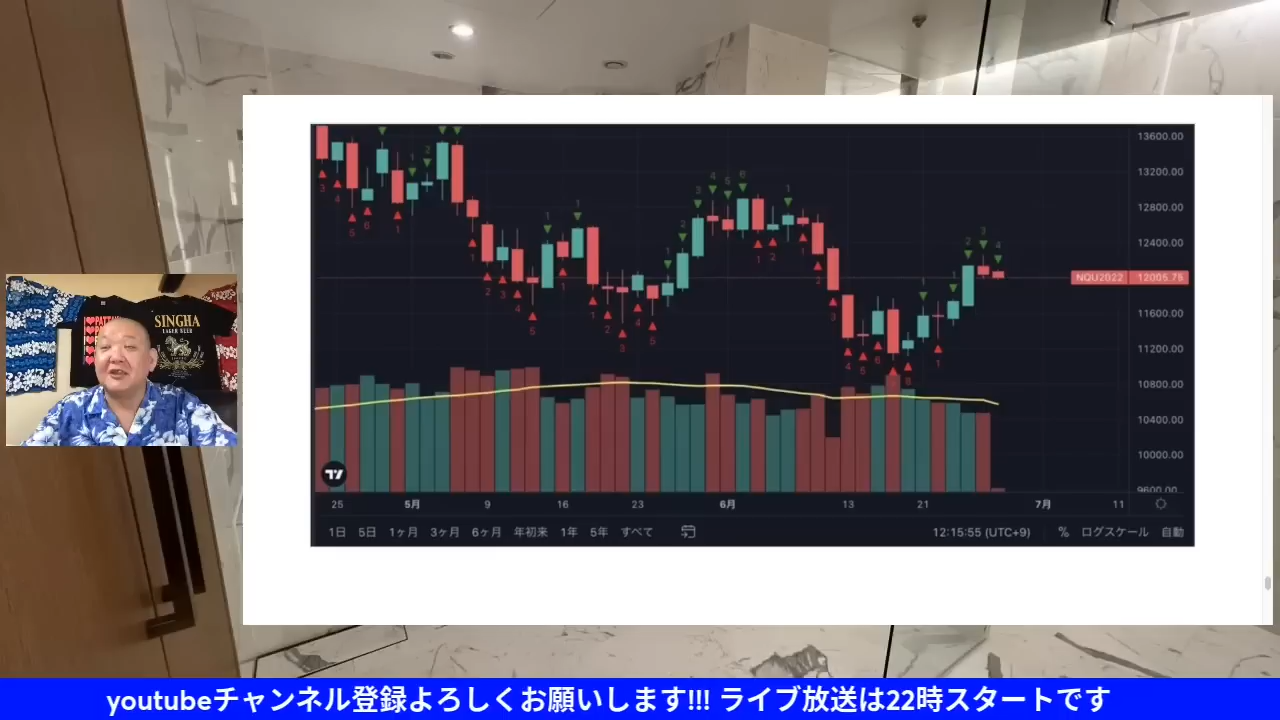 13600.00
13200.00
12800.00
12400.00
NQU2022 12005.75
11600.00
11200.00
10800.00
10400.00
10000.00
9600.00
25 5月 9 16 23 6月 13 21 7月 11
1日 5日 1ヶ月 3ヶ月 6ヶ月 年初来 1年 5年 すべて 12:15:55 (UTC+9) % ログスケール 自動
SINGHA
LAGER BEER
youtubeチャンネル登録よろしくお願いします!!! ライブ放送は22時スタートです